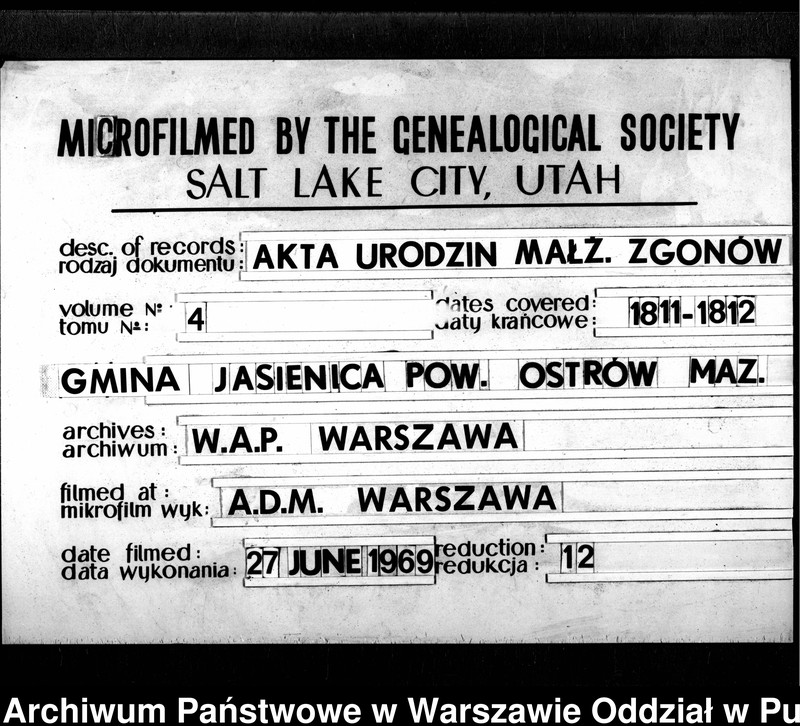 MICROFILMED BY THE GENEALOGICAL SOCIETY
SALT LAKE CITY, UTAH
desc. of records:
rodzaj dokumentu:
AKTA URODZIN MAŁŻ. ZGONÓW
volume №
tomu №:
4
dates covered:
daty krańcowe:
1811-1812
GMINA JASIENICA POW. OSTRÓW MAZ.
archives:
archiwum:
W.A.P. WARSZAWA
filmed at:
mikrofilm wyk:
A.D.M. WARSZAWA
date filmed:
data wykonania:
27 JUNE 1969
reduction:
redukcja:
12
Archiwum Państwowe w Warszawie Oddział w Pu